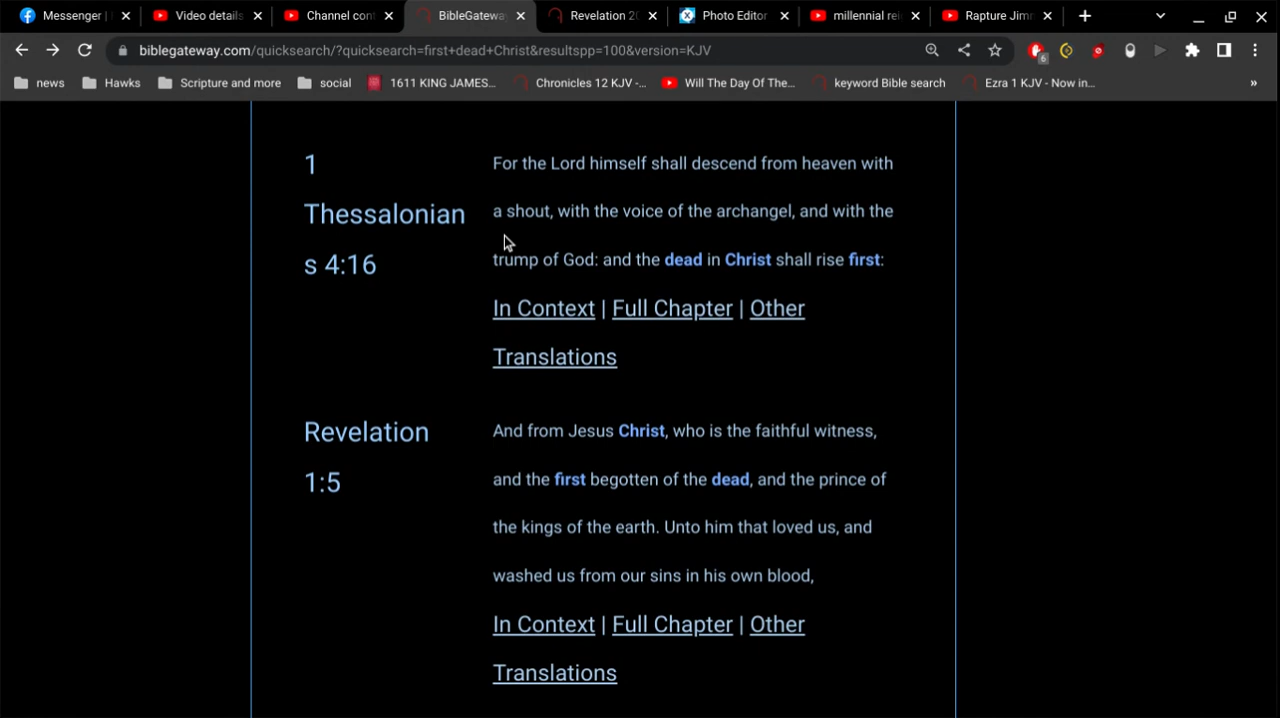 Messenger |
Video details
Channel con
BibleGateway
Revelation 20
Photo Editor
millennial rei
Rapture Jimr
biblegateway.com/quicksearch/?quicksearch=first+dead+Christ&resultspp=100&version=KJV
6
news
Hawks
Scripture and more
social
1611 KING JAMES...
Chronicles 12 KJV -...
Will The Day Of The...
keyword Bible search
Ezra 1 KJV - Now in...
»
1
Thessalonian
s 4:16
For the Lord himself shall descend from heaven with
a shout, with the voice of the archangel, and with the
trump of God: and the dead in Christ shall rise first:
In Context | Full Chapter | Other
Translations
Revelation
1:5
And from Jesus Christ, who is the faithful witness,
and the first begotten of the dead, and the prince of
the kings of the earth. Unto him that loved us, and
washed us from our sins in his own blood,
In Context | Full Chapter | Other
Translations